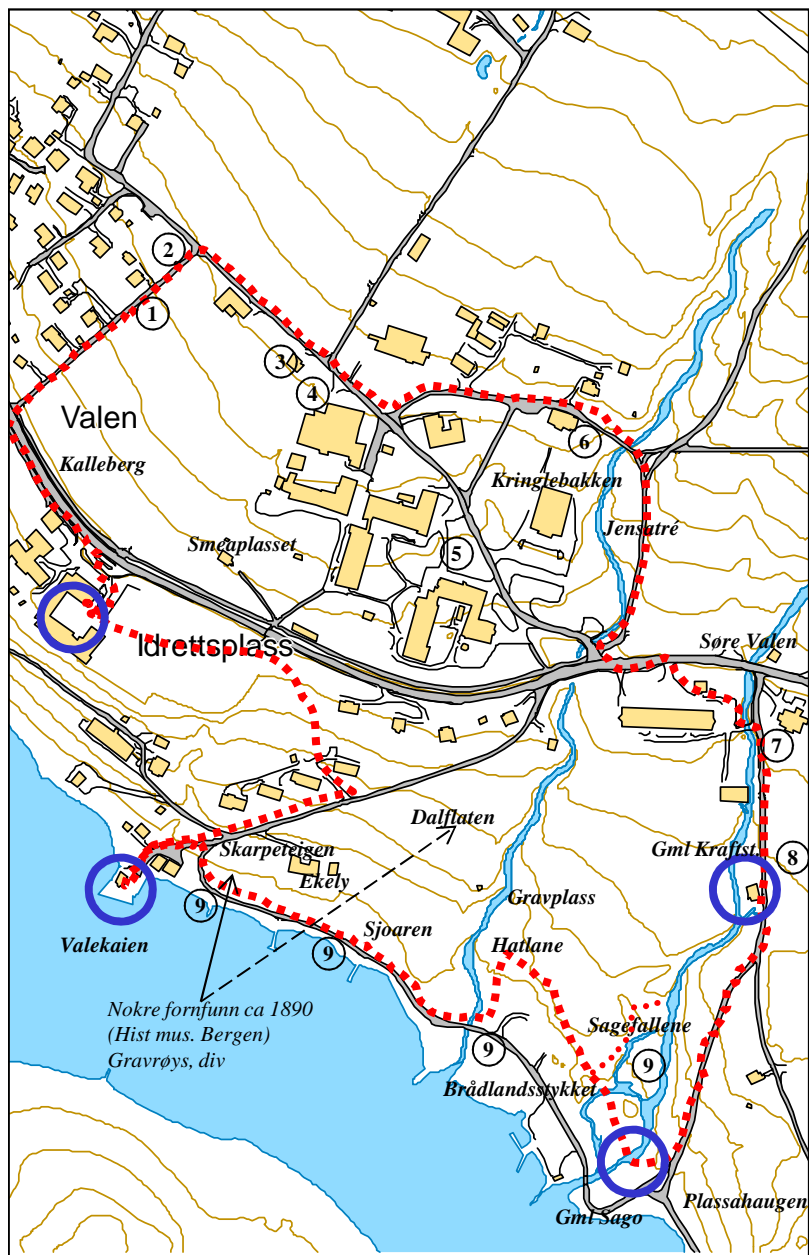 2
1
3
4
Valen
Kalleberg
6
Kringlebakken
Jensatré
Smeaplasset
5
Idrettsplass
Søre Valen
7
Dalflaten
Skarpeteigen
Gml Kraftst.
8
Ekely
9
Gravplass
Sjoaren
Valekaien
9
Hatlane
Nokre fornfunn ca 1890
(Hist mus. Bergen)
Gravrøys, div
Sagefallene
9
9
Brådlandsstykket
Plassahaugen
Gml Sago